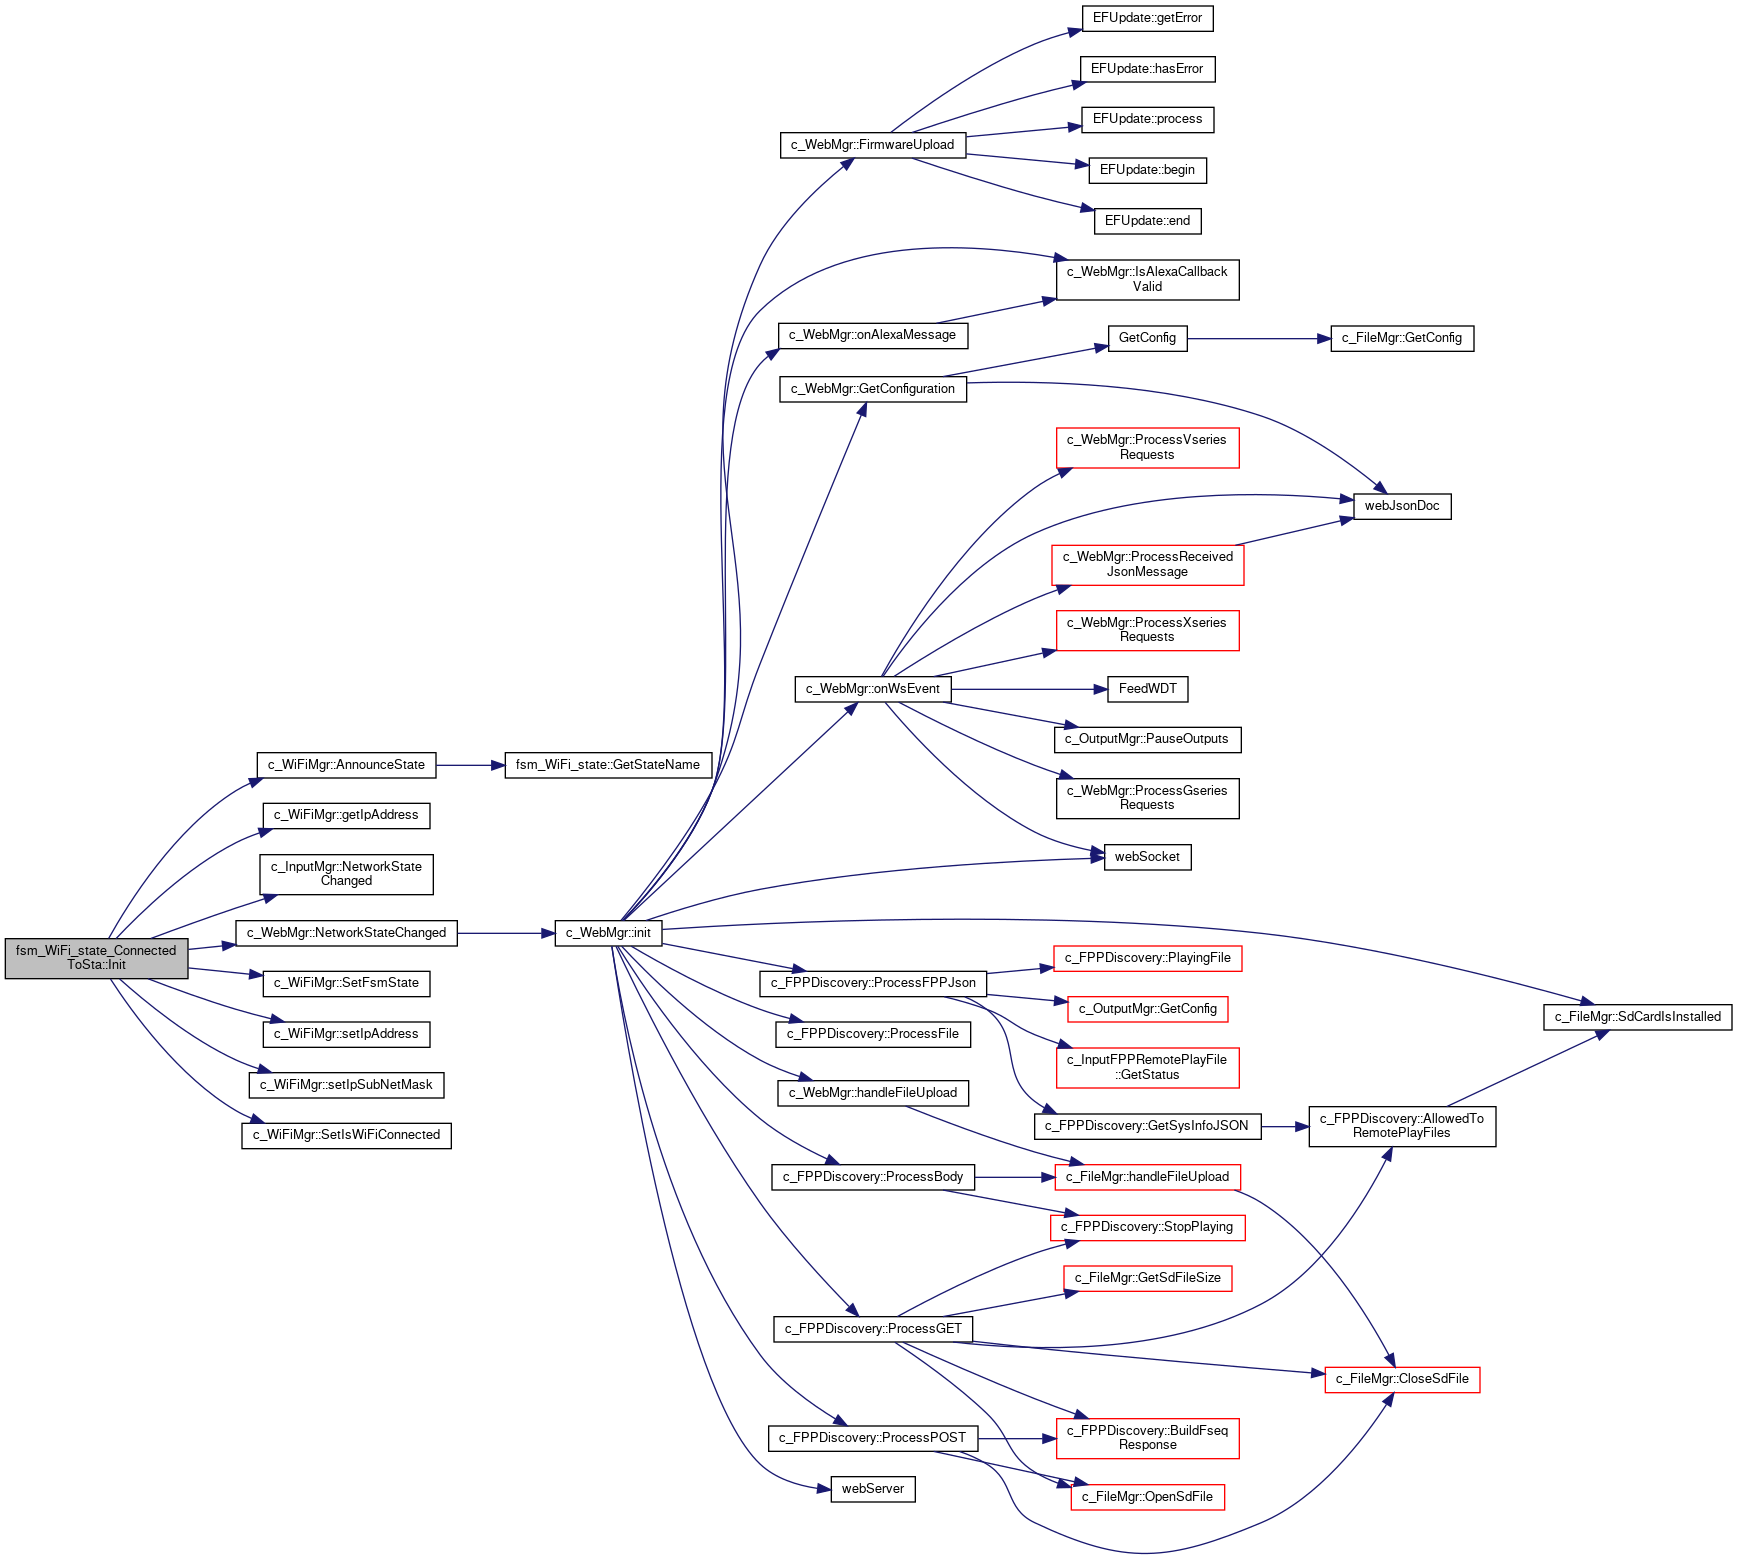 EFUpdate::getError
EFUpdate::hasError
EFUpdate::process
c_WebMgr::FirmwareUpload
EFUpdate::begin
EFUpdate::end
c_WebMgr::IsAlexaCallback
Valid
c_WebMgr::onAlexaMessage
GetConfig
c_FileMgr::GetConfig
c_WebMgr::GetConfiguration
c_WebMgr::ProcessVseries
Requests
webJsonDoc
c_WebMgr::ProcessReceived
JsonMessage
c_WebMgr::ProcessXseries
Requests
c_WebMgr::onWsEvent
FeedWDT
c_OutputMgr::PauseOutputs
c_WiFiMgr::AnnounceState
fsm_WiFi_state::GetStateName
c_WebMgr::ProcessGseries
Requests
c_WiFiMgr::getIpAddress
webSocket
c_InputMgr::NetworkState
Changed
c_WebMgr::NetworkStateChanged
c_WebMgr::init
fsm_WiFi_state_Connected
ToSta::Init
c_FPPDiscovery::PlayingFile
c_WiFiMgr::SetFsmState
c_FPPDiscovery::ProcessFPPJson
c_OutputMgr::GetConfig
c_FileMgr::SdCardIsInstalled
c_WiFiMgr::setIpAddress
c_FPPDiscovery::ProcessFile
c_InputFPPRemotePlayFile
::GetStatus
c_WiFiMgr::setIpSubNetMask
c_WebMgr::handleFileUpload
c_FPPDiscovery::GetSysInfoJSON
c_FPPDiscovery::AllowedTo
RemotePlayFiles
c_WiFiMgr::SetIsWiFiConnected
c_FPPDiscovery::ProcessBody
c_FileMgr::handleFileUpload
c_FPPDiscovery::StopPlaying
c_FileMgr::GetSdFileSize
c_FPPDiscovery::ProcessGET
c_FileMgr::CloseSdFile
c_FPPDiscovery::BuildFseq
Response
c_FPPDiscovery::ProcessPOST
webServer
c_FileMgr::OpenSdFile